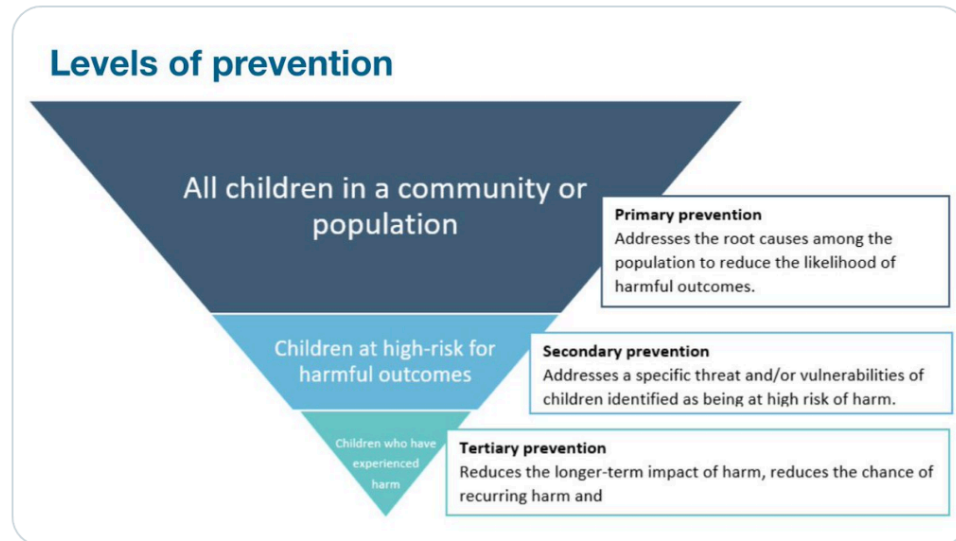 Levels of prevention
All children in a community or
population
Primary prevention
Addresses the root causes among the
population to reduce the likelihood of
harmful outcomes.
Children at high-risk for
harmful outcomes
Secondary prevention
Addresses a specific threat and/or vulnerabilities of
children identified as being at high risk of harm.
Children who have
experienced
harm
Tertiary prevention
Reduces the longer-term impact of harm, reduces the chance of
recurring harm and